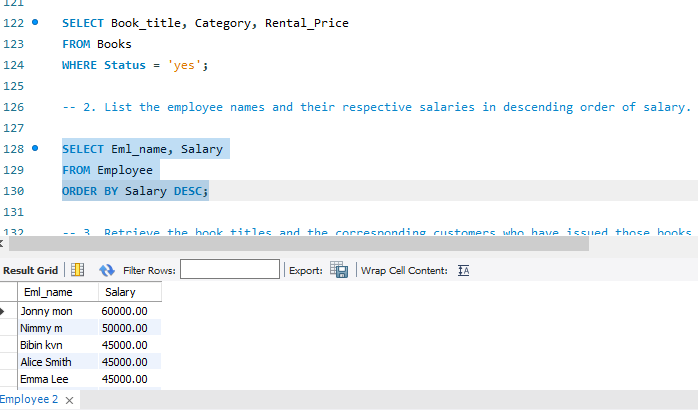 121
122 SELECT Book_title, Category, Rental_Price
123 FROM Books
124 WHERE Status = 'yes';
125
126 -- 2. List the employee names and their respective salaries in descending order of salary.
127
128 SELECT Eml_name, Salary
129 FROM Employee
130 ORDER BY Salary DESC;
131
132 -- 3. Retrieve the book titles and the corresponding customers who have issued those books
Result Grid Filter Rows: Export: Wrap Cell Content:
Eml_name Salary
Jonny mon 60000.00
Nimmy m 50000.00
Bibin kvn 45000.00
Alice Smith 45000.00
Emma Lee 45000.00
Employee 2